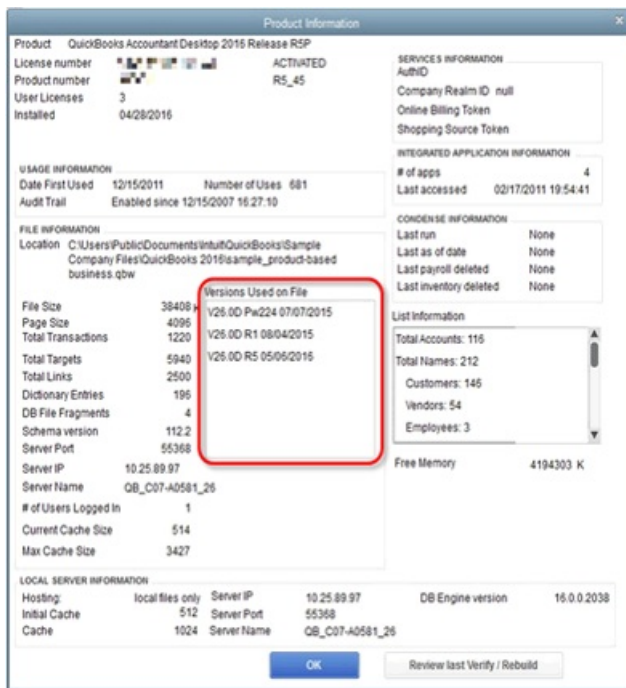 Product Information
Product QuickBooks Accountant Desktop 2016 Release R5P
License number ACTIVATED
Product number R5_45
User Licenses 3
Installed 04/28/2016
SERVICES INFORMATION
AuthID
Company Realm ID null
Online Billing Token
Shopping Source Token
USAGE INFORMATION
Date First Used 12/15/2011 Number of Uses 681
Audit Trail Enabled since 12/15/2007 16:27:10
INTEGRATED APPLICATION INFORMATION
# of apps 4
Last accessed 02/17/2011 19:54:41
CONDENSE INFORMATION
Last run None
Last as of date None
Last payroll deleted None
Last inventory deleted None
FILE INFORMATION
Location C:\Users\Public\Documents\Intuit\QuickBooks\Sample
Company Files\QuickBooks 2016\sample_product-based
business.qbw
File Size 38408
Page Size 4096
Total Transactions 1220
Total Targets 5940
Total Links 2500
Dictionary Entries 196
DB File Fragments 4
Schema version 112.2
Server Port 55368
Server IP 10.25.89.97
Server Name QB_C07-A0581_26
# of Users Logged In 1
Current Cache Size 514
Max Cache Size 3427
Versions Used on File
V26.0D Pw224 07/07/2015
V26.0D R1 08/04/2015
V26.0D R5 05/06/2016
List Information
Total Accounts: 116
Total Names: 212
Customers: 146
Vendors: 54
Employees: 3
Free Memory 4194303 K
LOCAL SERVER INFORMATION
Hosting: local files only Server IP 10.25.89.97 DB Engine version 16.0.0.2038
Initial Cache 512 Server Port 55368
Cache 1024 Server Name QB_C07-A0581_26
OK
Review last Verify / Rebuild